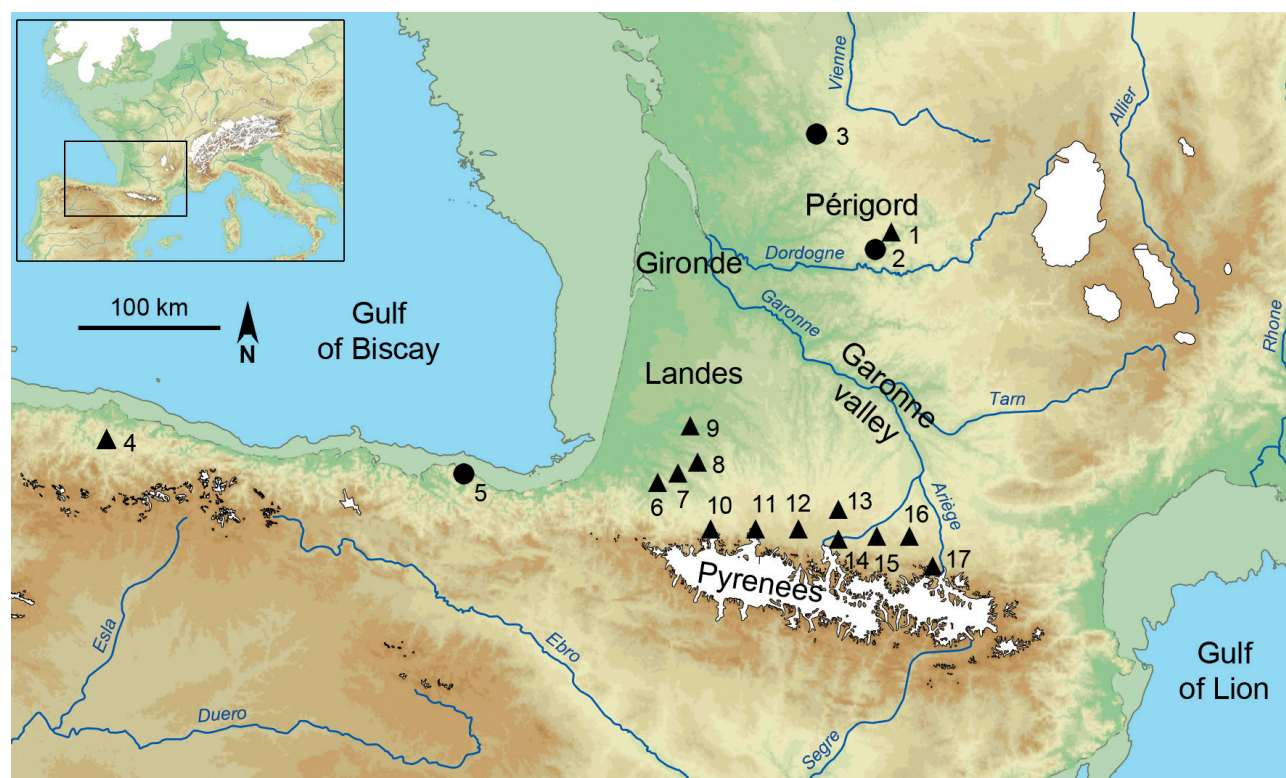 Vienne
Allier
3
Périgord
1
2
Dordogne
Gironde
Garonne
100 km
N
Gulf
of Biscay
Rhone
Garonne
valley
Landes
Tarn
9
4
8
5
7
6
Ariège
10
11
12
13
16
14
15
17
Pyrenees
Esla
Ebro
Gulf
of Lion
Duero
Segre